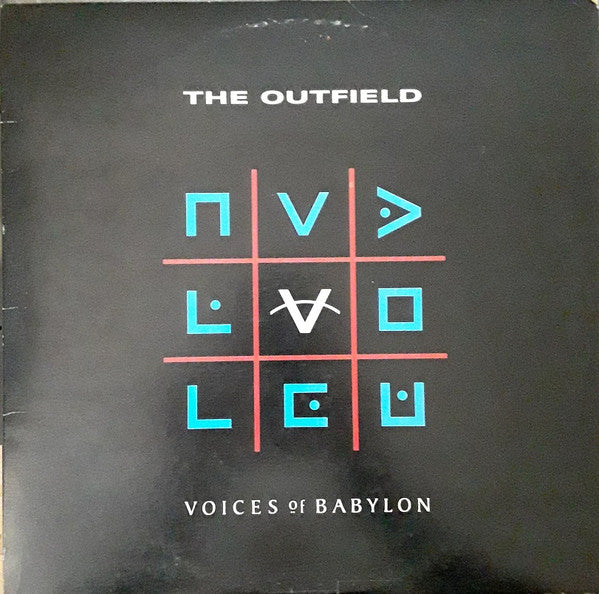 THE OUTFIELD
VOICES of BABYLON